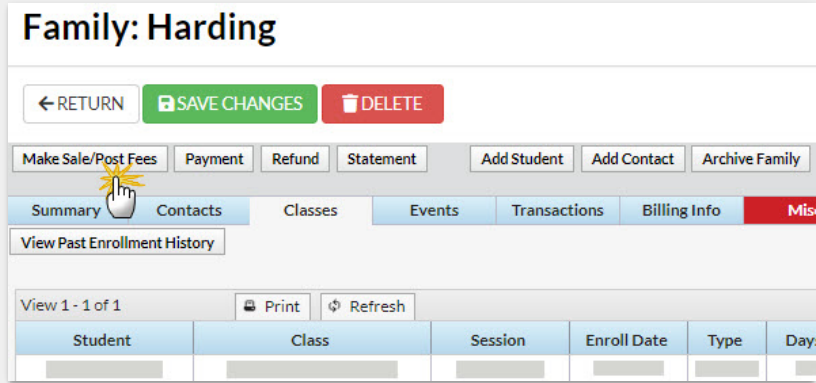 Family: Harding
RETURN SAVE CHANGES DELETE
Make Sale/Post Fees Payment Refund Statement Add Student Add Contact Archive Family
Summary Contacts Classes Events Transactions Billing Info
View Past Enrollment History
View 1 - 1 of 1 Print Refresh
Student Class Session Enroll Date Type